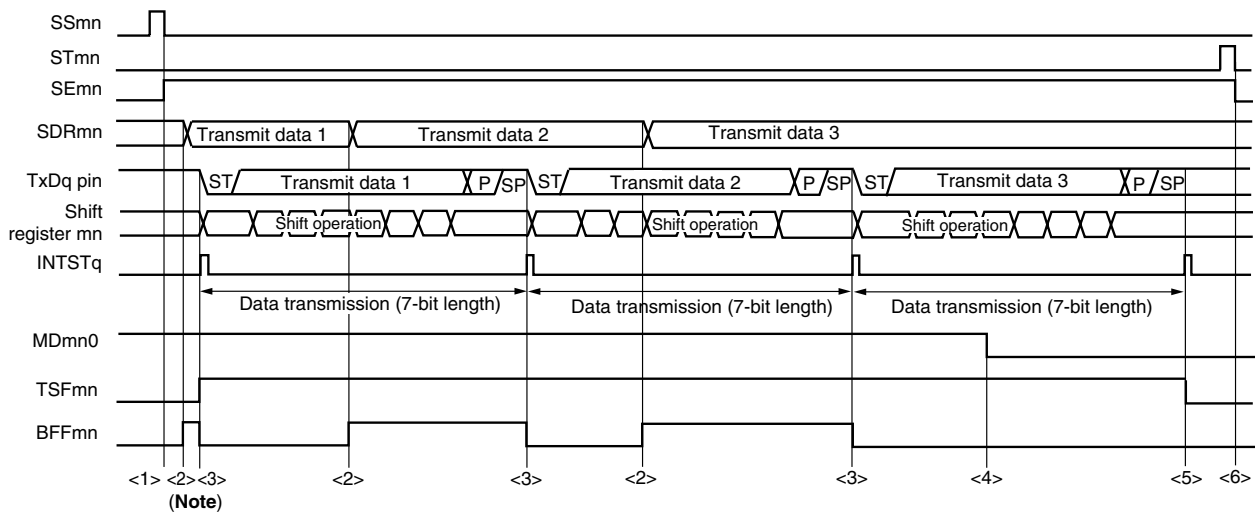 SSmn
STmn
SEmn
SDRmn
Transmit data 1
Transmit data 2
Transmit data 3
TxDq pin
ST
Transmit data 1
P
SP
ST
Transmit data 2
P
SP
ST
Transmit data 3
P
SP
Shift
register mn
Shift operation
Shift operation
Shift operation
INTSTq
Data transmission (7-bit length)
Data transmission (7-bit length)
Data transmission (7-bit length)
MDmn0
TSFmn
BFFmn
<1> <2> <3> <2> <3> <2> <3> <4> <5> <6>
(Note)